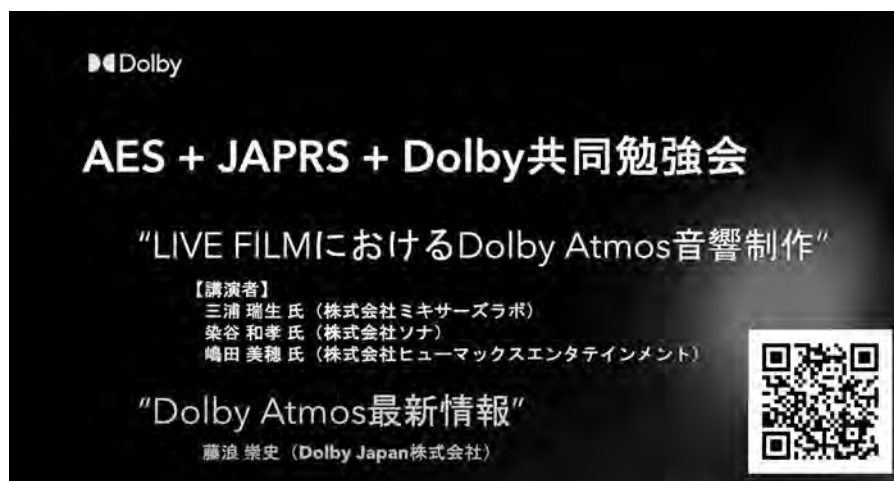 Dolby
AES + JAPRS + Dolby共同勉強会
“LIVE FILMにおけるDolby Atmos音響制作”
【講演者】
三浦 瑞生 氏（株式会社ミキサーズラボ）
染谷 和孝 氏（株式会社ソナ）
嶋田 美穂 氏（株式会社ヒューマックスエンタテインメント）
“Dolby Atmos最新情報”
藤浪 崇史（Dolby Japan株式会社）